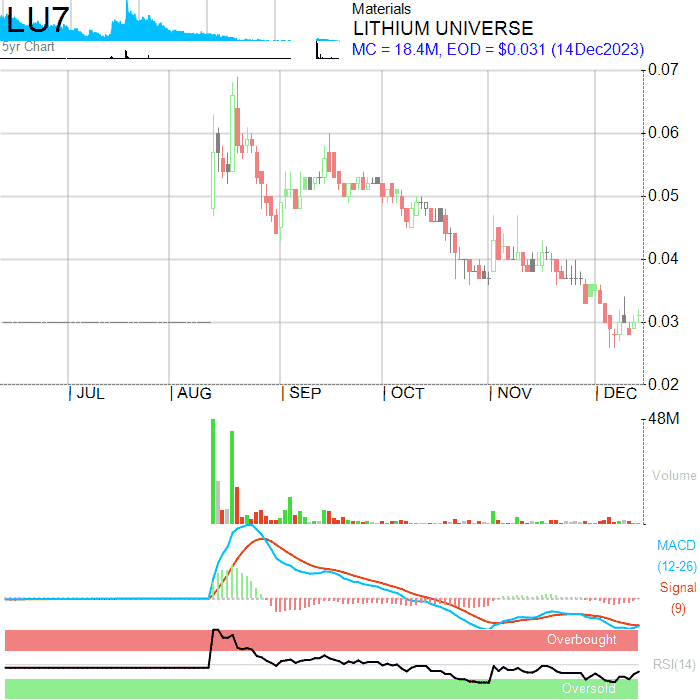 LU7
5yr Chart
Materials
LITHIUM UNIVERSE
MC = 18.4M, EOD = $0.031 (14Dec2023)
0.07
0.06
0.05
0.04
0.03
0.02
JUL AUG SEP OCT NOV DEC
48M
Volume
MACD
(12-26)
Signal
(9)
Overbought
RSI(14)
Oversold